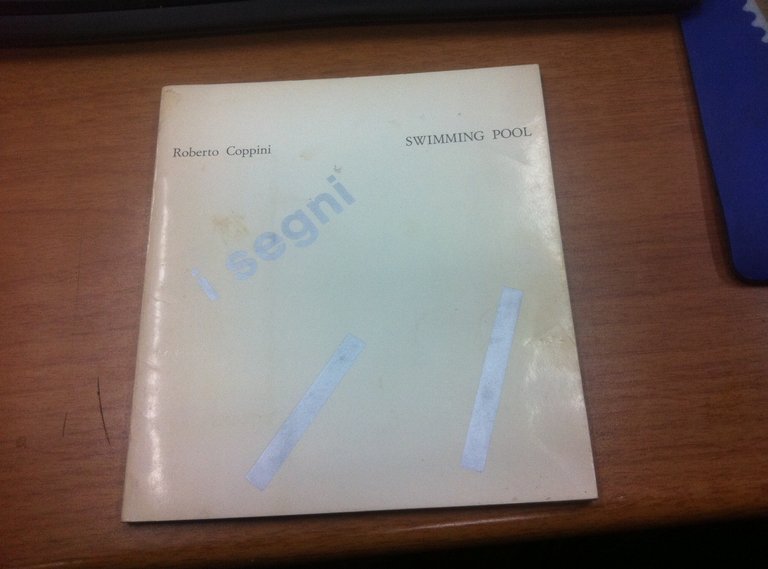 Roberto Coppini
SWIMMING POOL
i segni